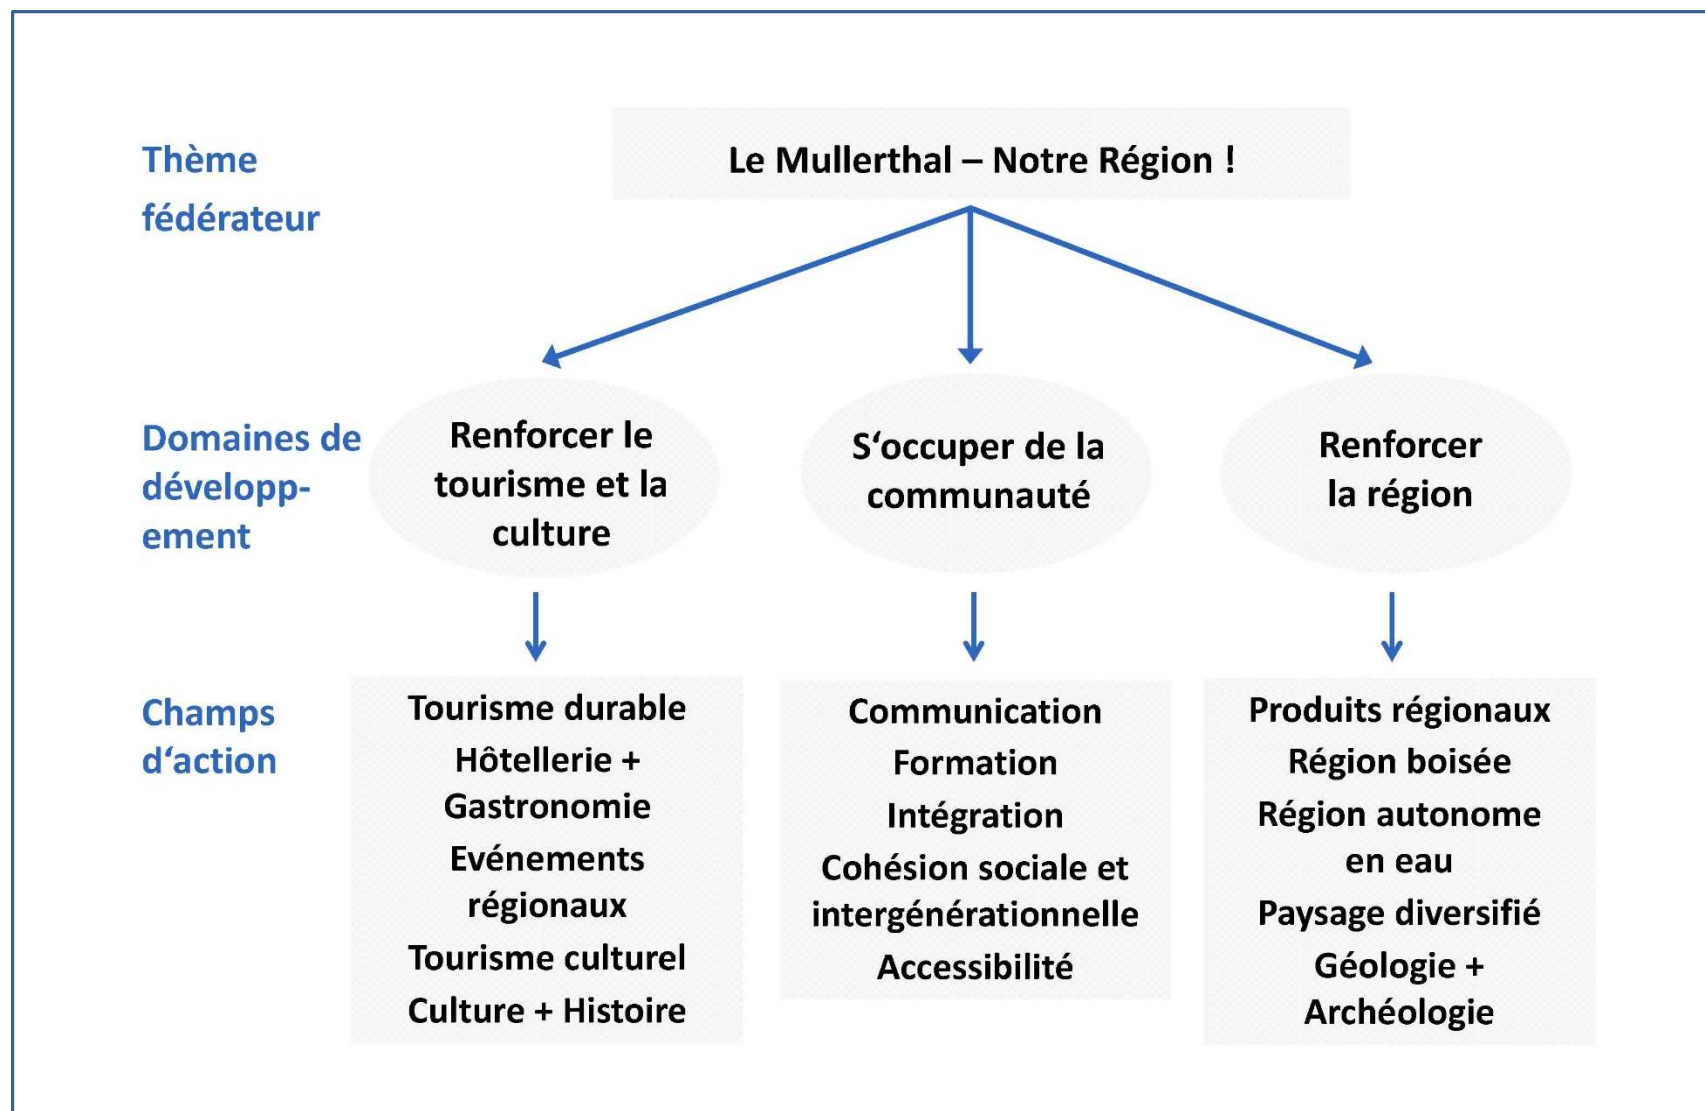 Thème
fédérateur
Le Mullerthal – Notre Région !
Domaines de
développ-
ement
Renforcer le
tourisme et la
culture
S‘occuper de la
communauté
Renforcer
la région
Champs
d‘action
Tourisme durable
Hôtellerie +
Gastronomie
Evénements
régionaux
Tourisme culturel
Culture + Histoire
Communication
Formation
Intégration
Cohésion sociale et
intergénérationnelle
Accessibilité
Produits régionaux
Région boisée
Région autonome
en eau
Paysage diversifié
Géologie +
Archéologie